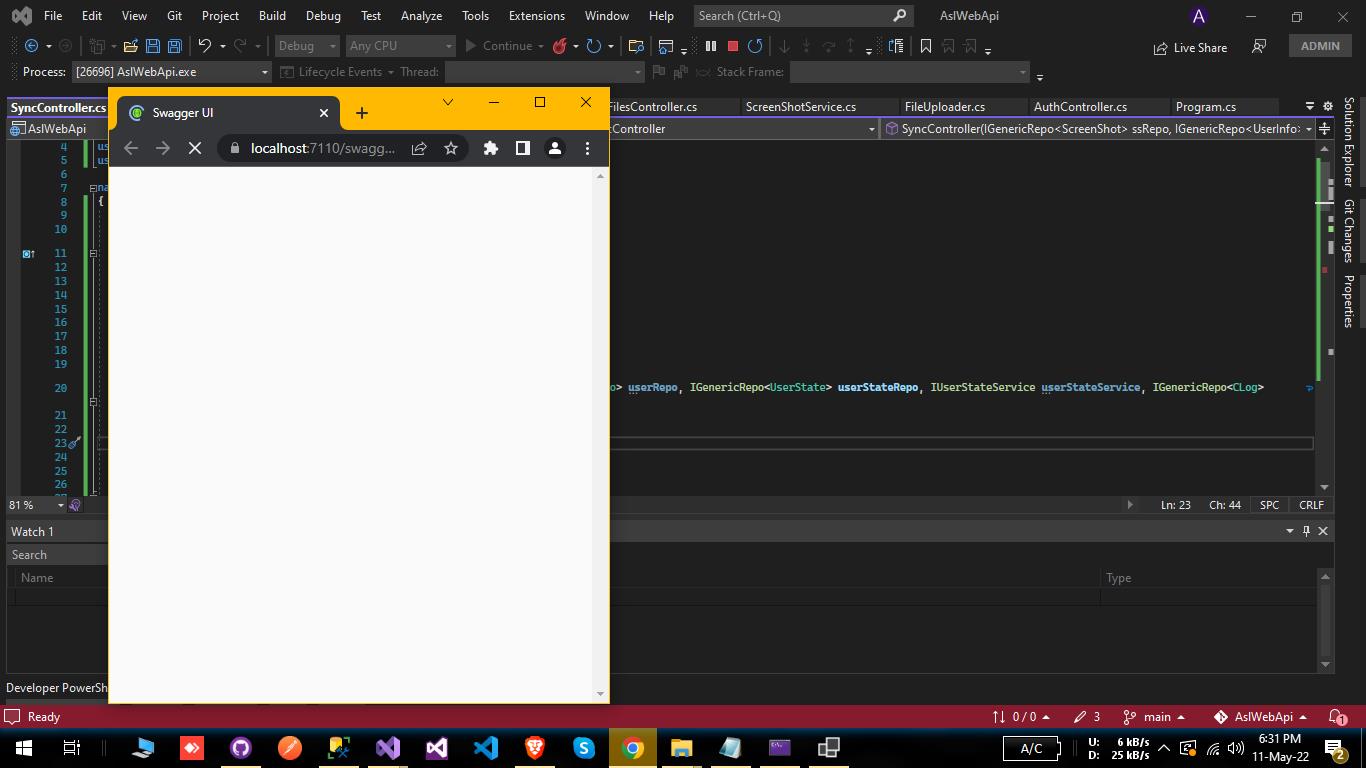 File Edit View Git Project Build Debug Test Analyze Tools Extensions Window Help Search (Ctrl+Q) AslWebApi A
Debug Any CPU Continue Live Share ADMIN
Process: [26696] AslWebApi.exe Lifecycle Events Thread: Stack Frame:
SyncController.cs FilesController.cs ScreenShotService.cs FileUploader.cs AuthController.cs Program.cs
Swagger UI
AslWebApi Controller SyncController(IGenericRepo<ScreenShot> ssRepo, IGenericRepo<UserInfo>
localhost:7110/swagg...
4 us
5 us
6
7 na
8 {
9
10
11
12
13
14
15
16
17
18
19
20 o> userRepo, IGenericRepo<UserState> userStateRepo, IUserStateService userStateService, IGenericRepo<CLog>
21
22
23
24
25
26
27
81 % Ln: 23 Ch: 44 SPC CRLF
Watch 1
Search
Name Type
Developer PowerSh
Ready 0 / 0 3 main AslWebApi 1
A/C U: 6 kB/s D: 25 kB/s 6:31 PM 11-May-22 2
Solution Explorer
Git Changes
Properties